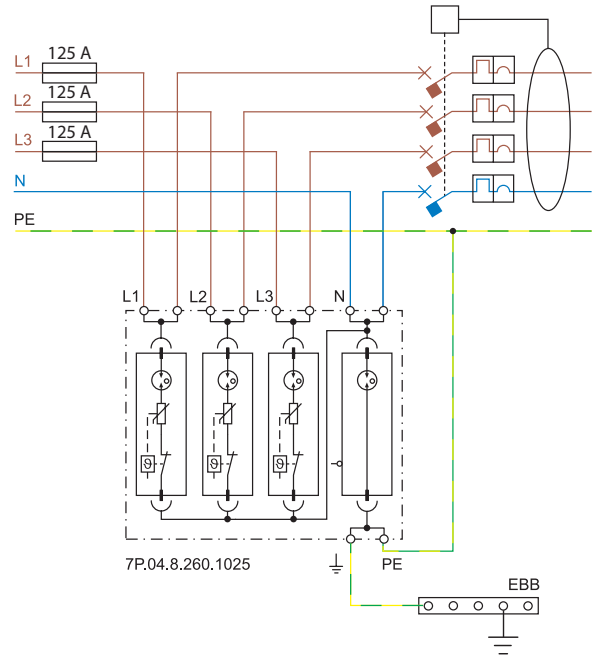 125 A
L1
125 A
L2
125 A
L3
N
PE
L1 L2 L3 N
ϑ ϑ ϑ
7P.04.8.260.1025 PE
EBB